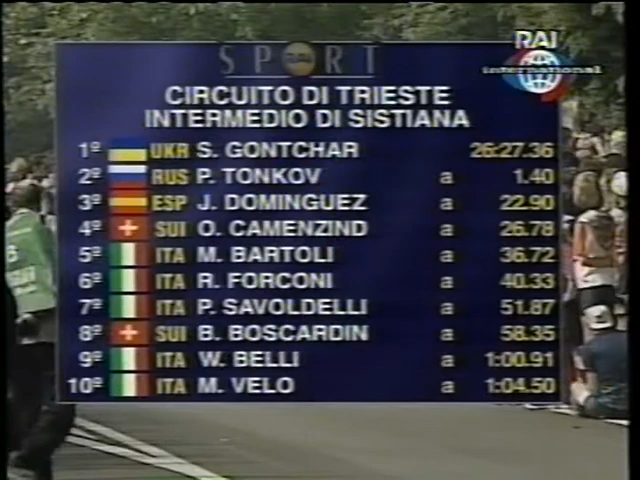 RAI
international
SPORT
CIRCUITO DI TRIESTE
INTERMEDIO DI SISTIANA
1º UKR S. GONTCHAR 26:27.36
2º RUS P. TONKOV a 1.40
3º ESP J. DOMINGUEZ a 22.90
4º SUI O. CAMENZIND a 26.78
5º ITA M. BARTOLI a 36.72
6º ITA R. FORCONI a 40.33
7º ITA P. SAVOLDELLI a 51.87
8º SUI B. BOSCARDIN a 58.35
9º ITA W. BELLI a 1:00.91
10º ITA M. VELO a 1:04.50